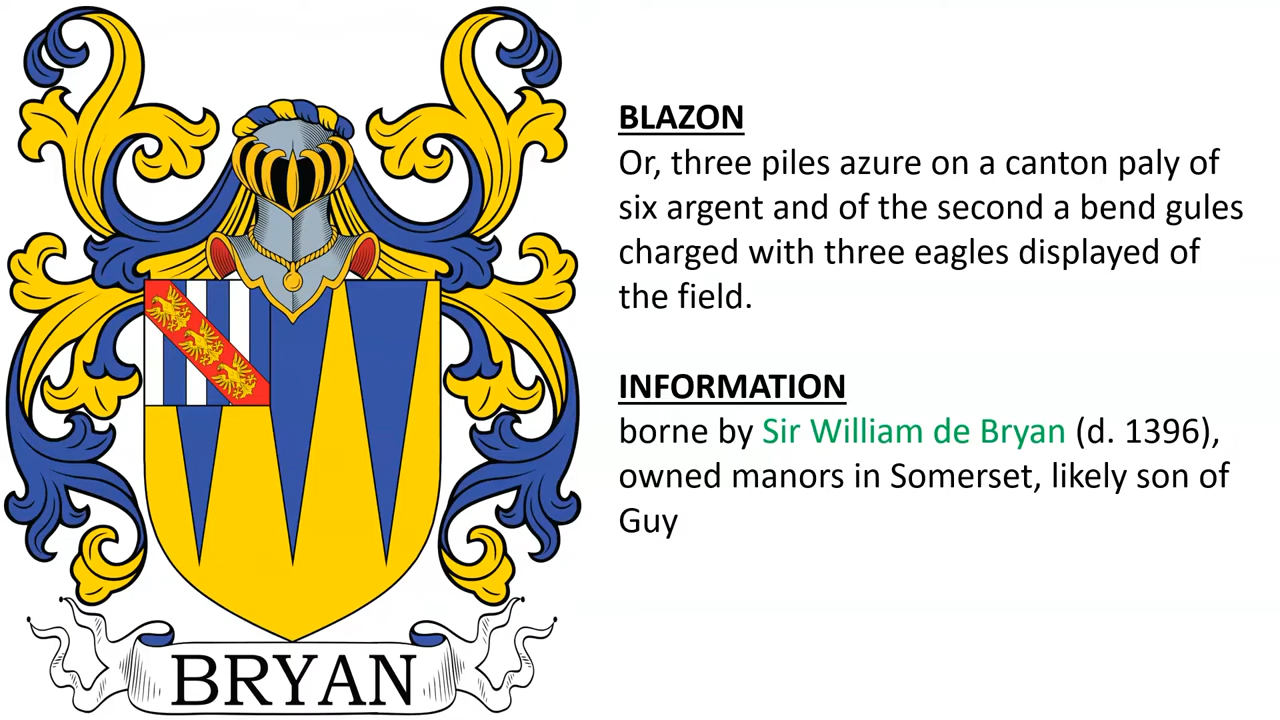 BLAZON
Or, three piles azure on a canton paly of
six argent and of the second a bend gules
charged with three eagles displayed of
the field.
INFORMATION
borne by Sir William de Bryan (d. 1396),
owned manors in Somerset, likely son of
Guy
BRYAN